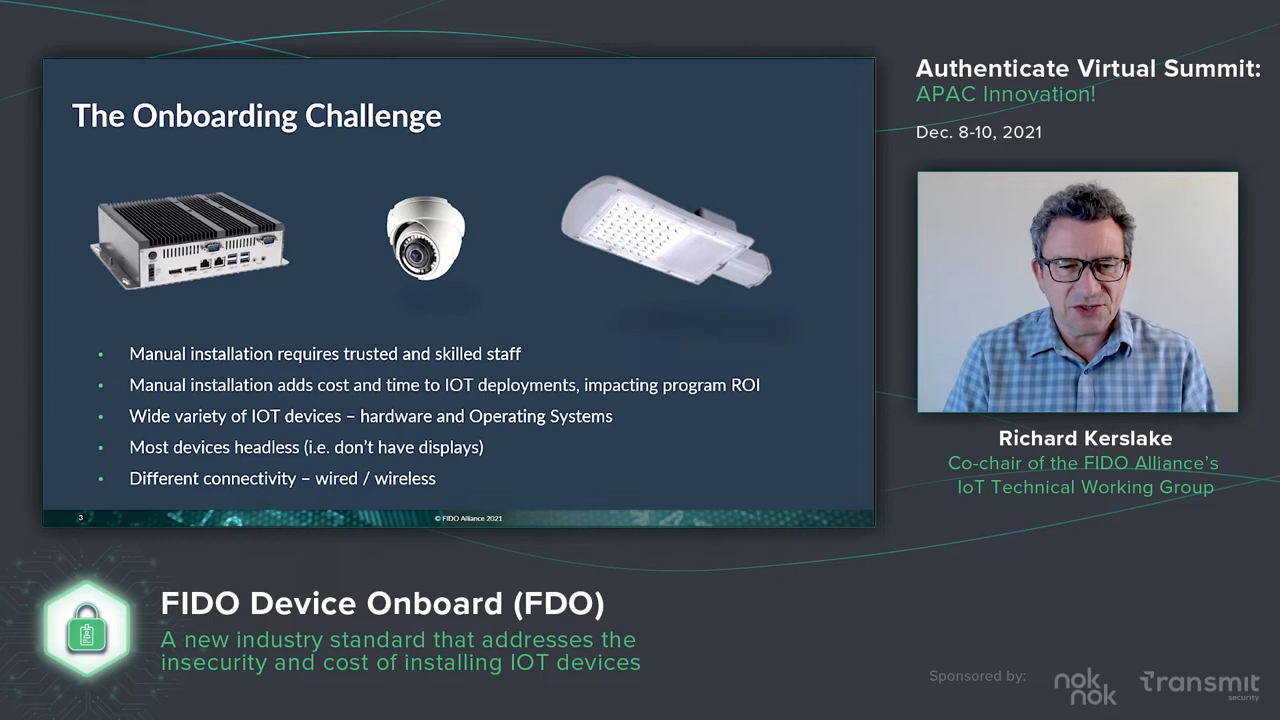 The Onboarding Challenge
• Manual installation requires trusted and skilled staff
• Manual installation adds cost and time to IOT deployments, impacting program ROI
• Wide variety of IOT devices – hardware and Operating Systems
• Most devices headless (i.e. don't have displays)
• Different connectivity – wired / wireless
3
© FIDO Alliance 2021
Authenticate Virtual Summit:
APAC Innovation!
Dec. 8-10, 2021
Richard Kerslake
Co-chair of the FIDO Alliance's
IoT Technical Working Group
FIDO Device Onboard (FDO)
A new industry standard that addresses the
insecurity and cost of installing IOT devices
Sponsored by:
nok
nok
Transmit
security